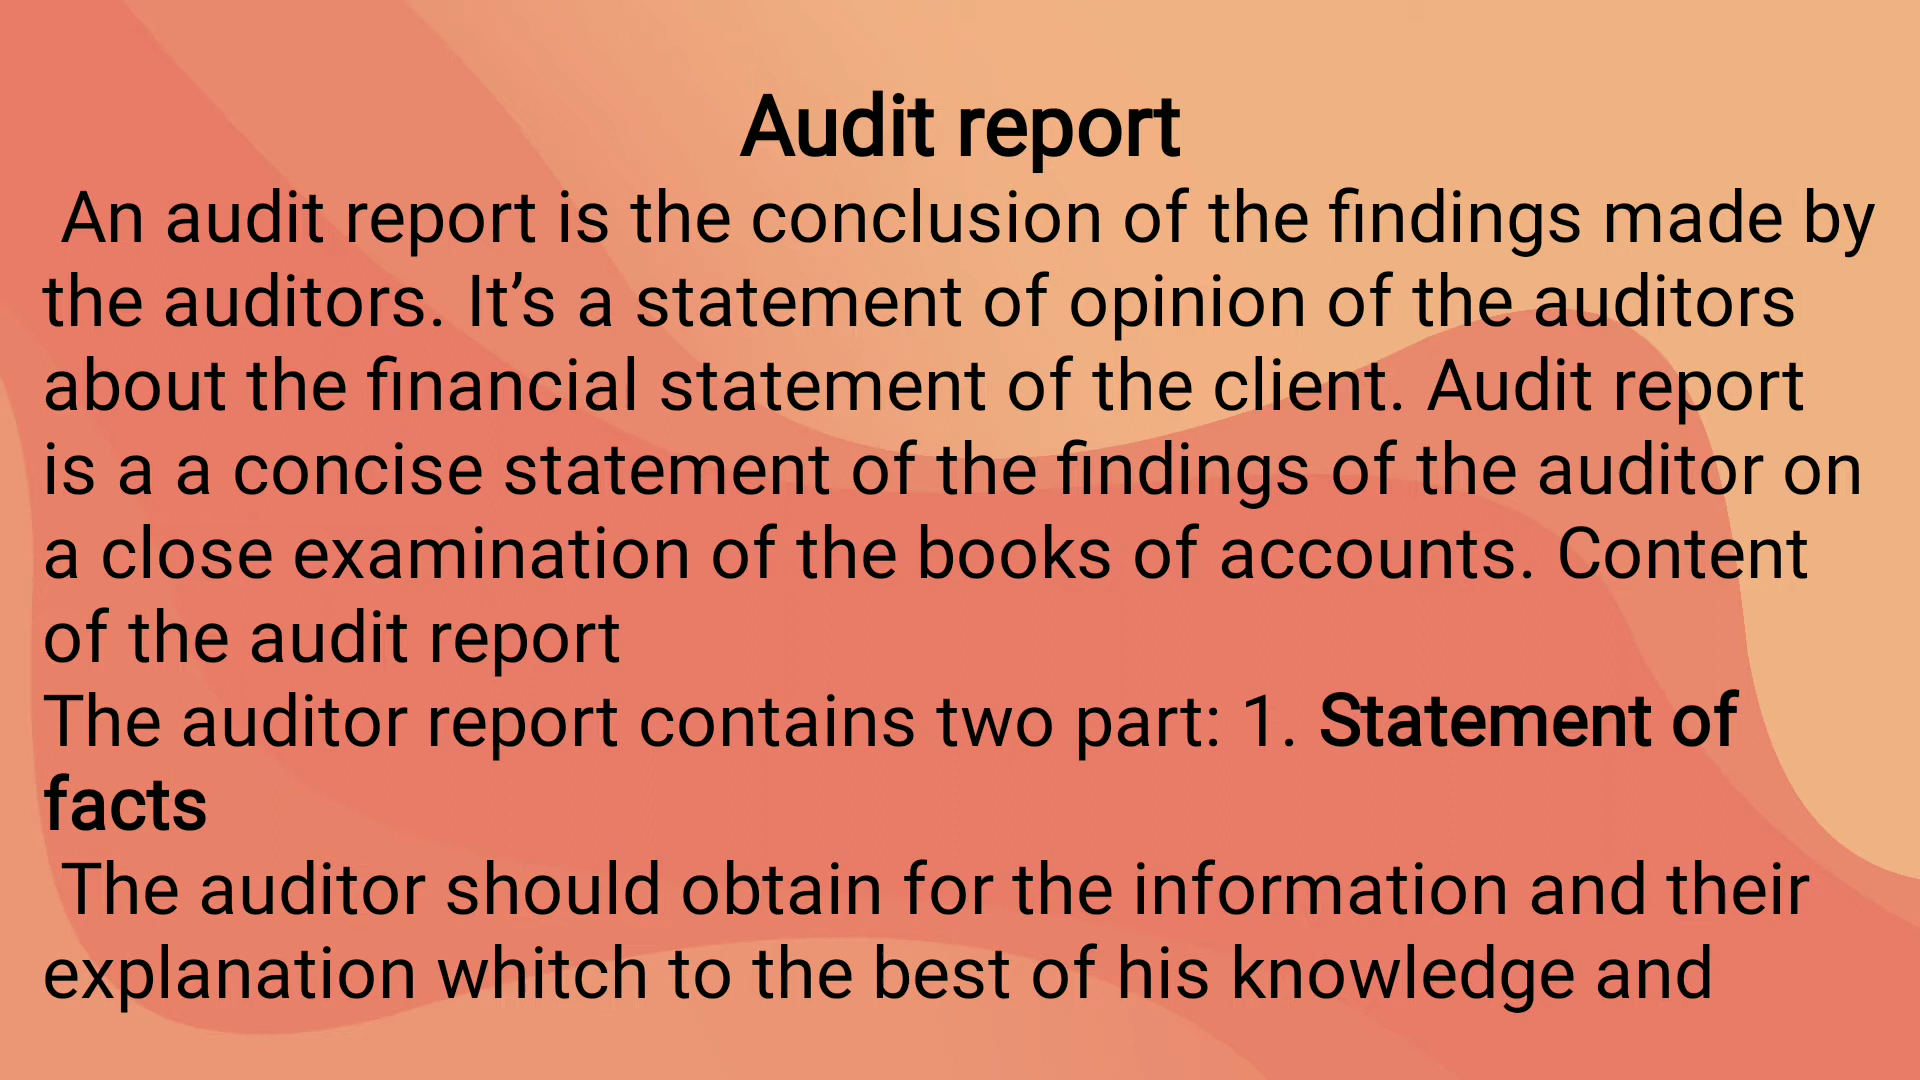 Audit report
An audit report is the conclusion of the findings made by
the auditors. It’s a statement of opinion of the auditors
about the financial statement of the client. Audit report
is a a concise statement of the findings of the auditor on
a close examination of the books of accounts. Content
of the audit report
The auditor report contains two part: 1. Statement of
facts
The auditor should obtain for the information and their
explanation whitch to the best of his knowledge and